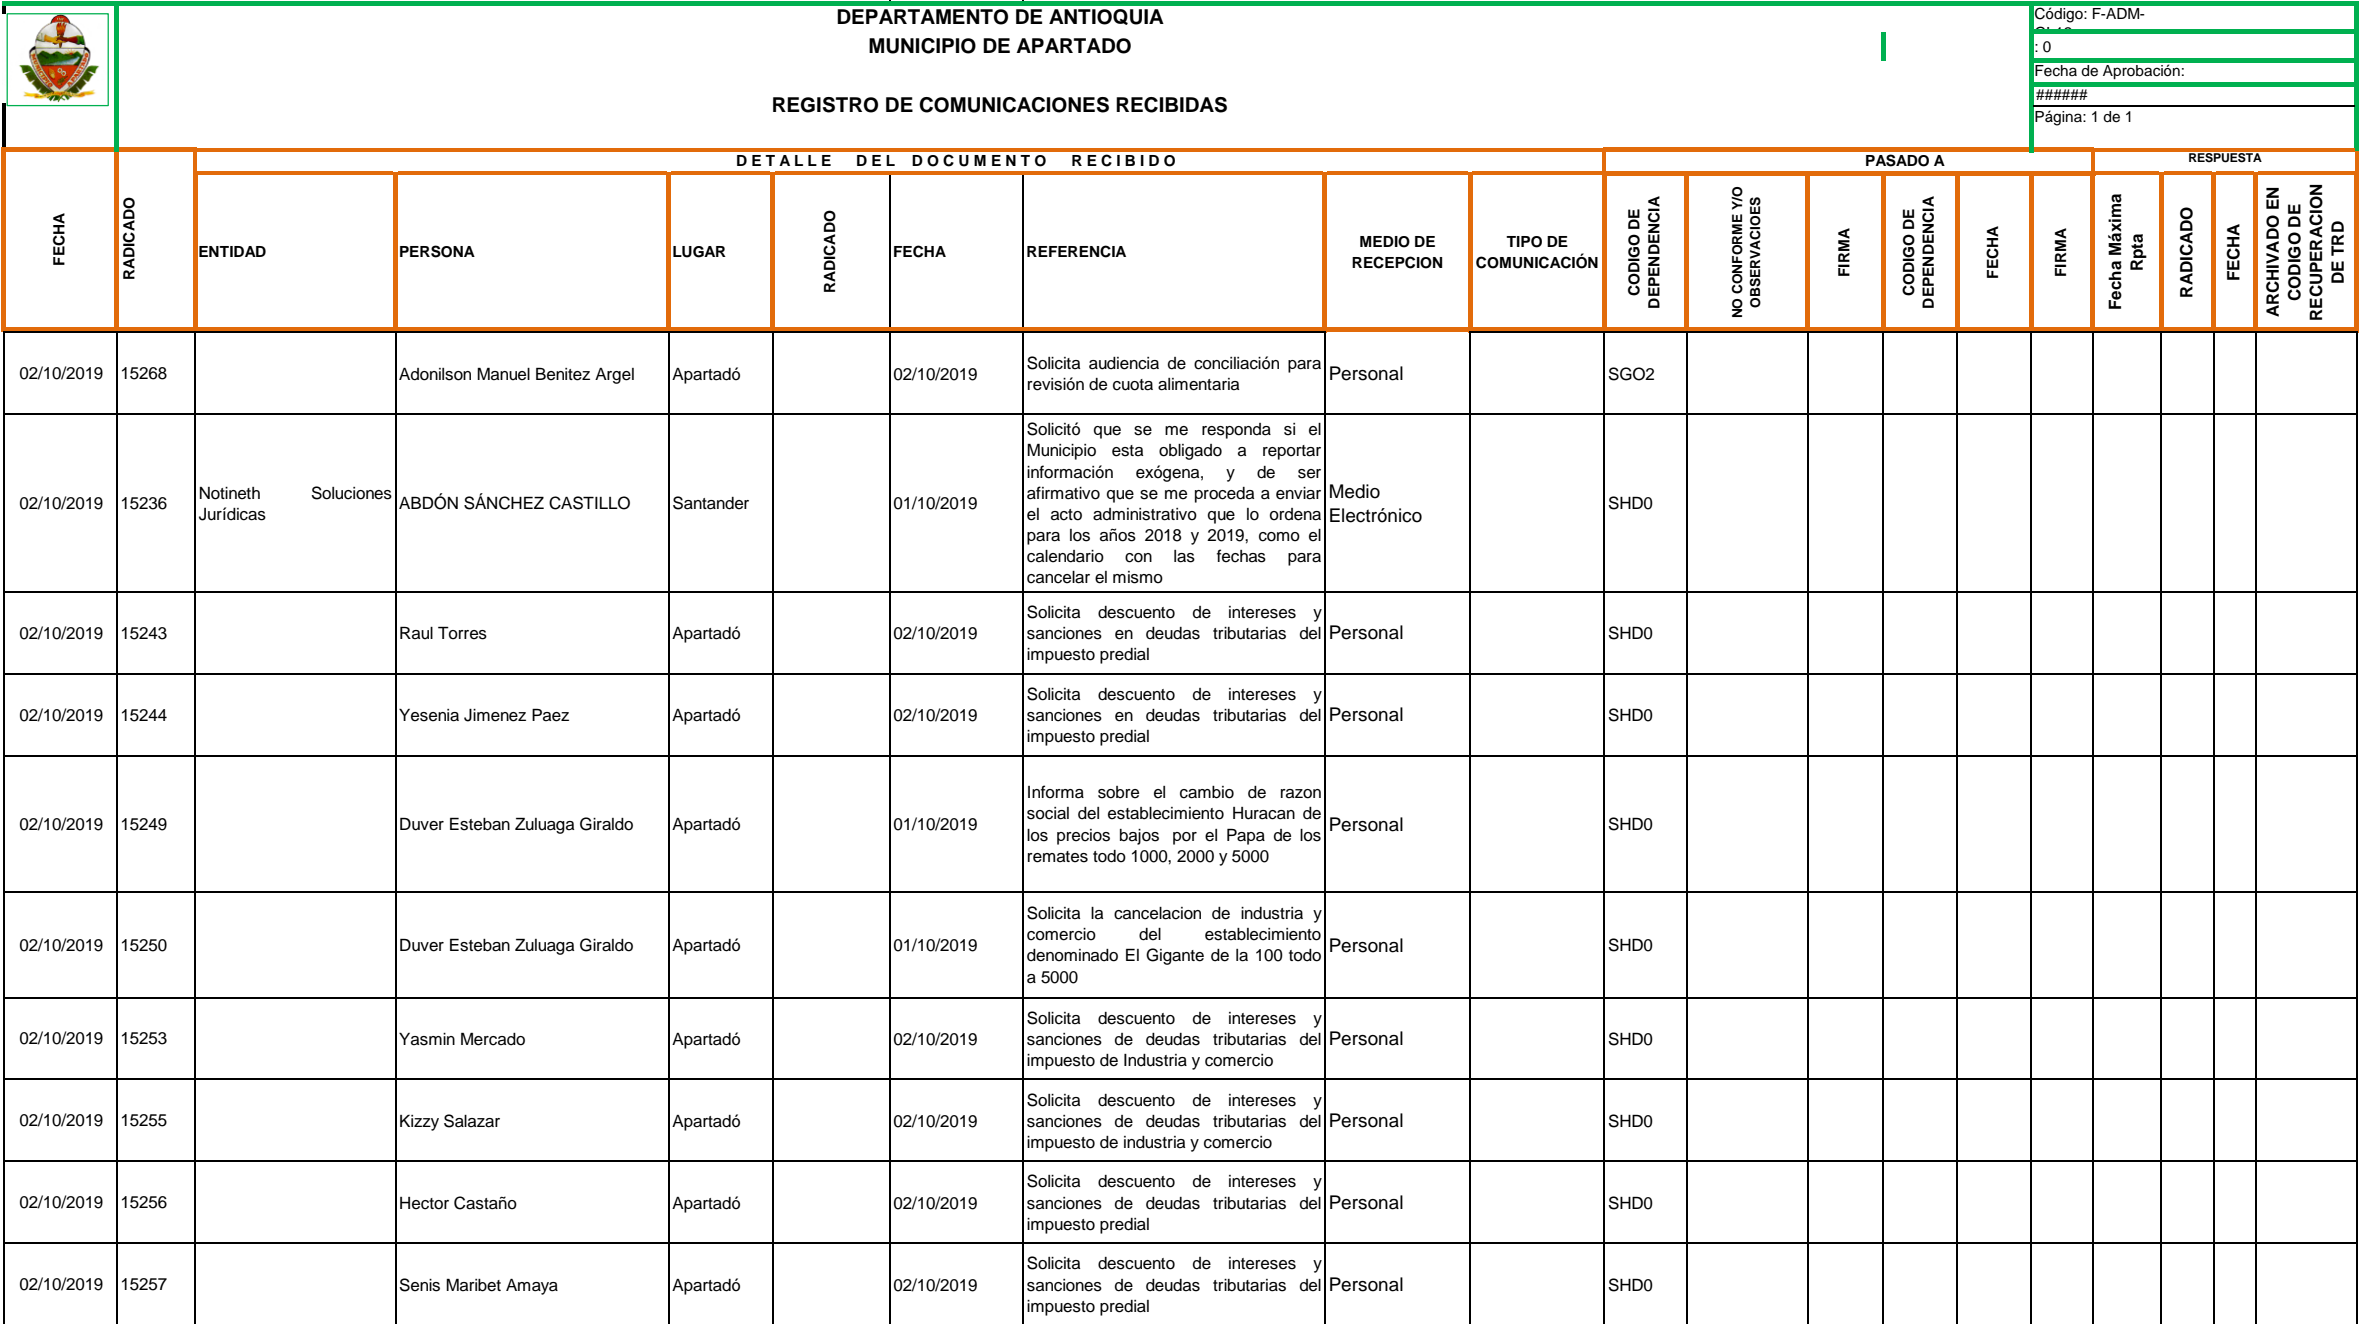 DEPARTAMENTO DE ANTIOQUIA
MUNICIPIO DE APARTADO
REGISTRO DE COMUNICACIONES RECIBIDAS
Código: F-ADM-
: 0
Fecha de Aprobación:
######
Página: 1 de 1
DETALLE DEL DOCUMENTO RECIBIDO
PASADO A
RESPUESTA
FECHA
RADICADO
ENTIDAD
PERSONA
LUGAR
RADICADO
FECHA
REFERENCIA
MEDIO DE
RECEPCION
TIPO DE
COMUNICACIÓN
CODIGO DE
DEPENDENCIA
NO CONFORME Y/O
OBSERVACIOES
FIRMA
CODIGO DE
DEPENDENCIA
FECHA
FIRMA
Fecha Máxima
Rpta
RADICADO
FECHA
ARCHIVADO EN
CODIGO DE
RECUPERACION
DE TRD
02/10/2019 15268 Adonilson Manuel Benitez Argel Apartadó 02/10/2019
Solicita audiencia de conciliación para
revisión de cuota alimentaria
Personal SGO2
02/10/2019 15236
Notineth Soluciones
Jurídicas
ABDÓN SÁNCHEZ CASTILLO Santander 01/10/2019
Solicitó que se me responda si el
Municipio esta obligado a reportar
información exógena, y de ser
afirmativo que se me proceda a enviar
el acto administrativo que lo ordena
para los años 2018 y 2019, como el
calendario con las fechas para
cancelar el mismo
Medio
Electrónico
SHD0
02/10/2019 15243 Raul Torres Apartadó 02/10/2019
Solicita descuento de intereses y
sanciones en deudas tributarias del
impuesto predial
Personal SHD0
02/10/2019 15244 Yesenia Jimenez Paez Apartadó 02/10/2019
Solicita descuento de intereses y
sanciones en deudas tributarias del
impuesto predial
Personal SHD0
02/10/2019 15249 Duver Esteban Zuluaga Giraldo Apartadó 01/10/2019
Informa sobre el cambio de razon
social del establecimiento Huracan de
los precios bajos por el Papa de los
remates todo 1000, 2000 y 5000
Personal SHD0
02/10/2019 15250 Duver Esteban Zuluaga Giraldo Apartadó 01/10/2019
Solicita la cancelacion de industria y
comercio del establecimiento
denominado El Gigante de la 100 todo
a 5000
Personal SHD0
02/10/2019 15253 Yasmin Mercado Apartadó 02/10/2019
Solicita descuento de intereses y
sanciones de deudas tributarias del
impuesto de Industria y comercio
Personal SHD0
02/10/2019 15255 Kizzy Salazar Apartadó 02/10/2019
Solicita descuento de intereses y
sanciones de deudas tributarias del
impuesto de industria y comercio
Personal SHD0
02/10/2019 15256 Hector Castaño Apartadó 02/10/2019
Solicita descuento de intereses y
sanciones de deudas tributarias del
impuesto predial
Personal SHD0
02/10/2019 15257 Senis Maribet Amaya Apartadó 02/10/2019
Solicita descuento de intereses y
sanciones de deudas tributarias del
impuesto predial
Personal SHD0